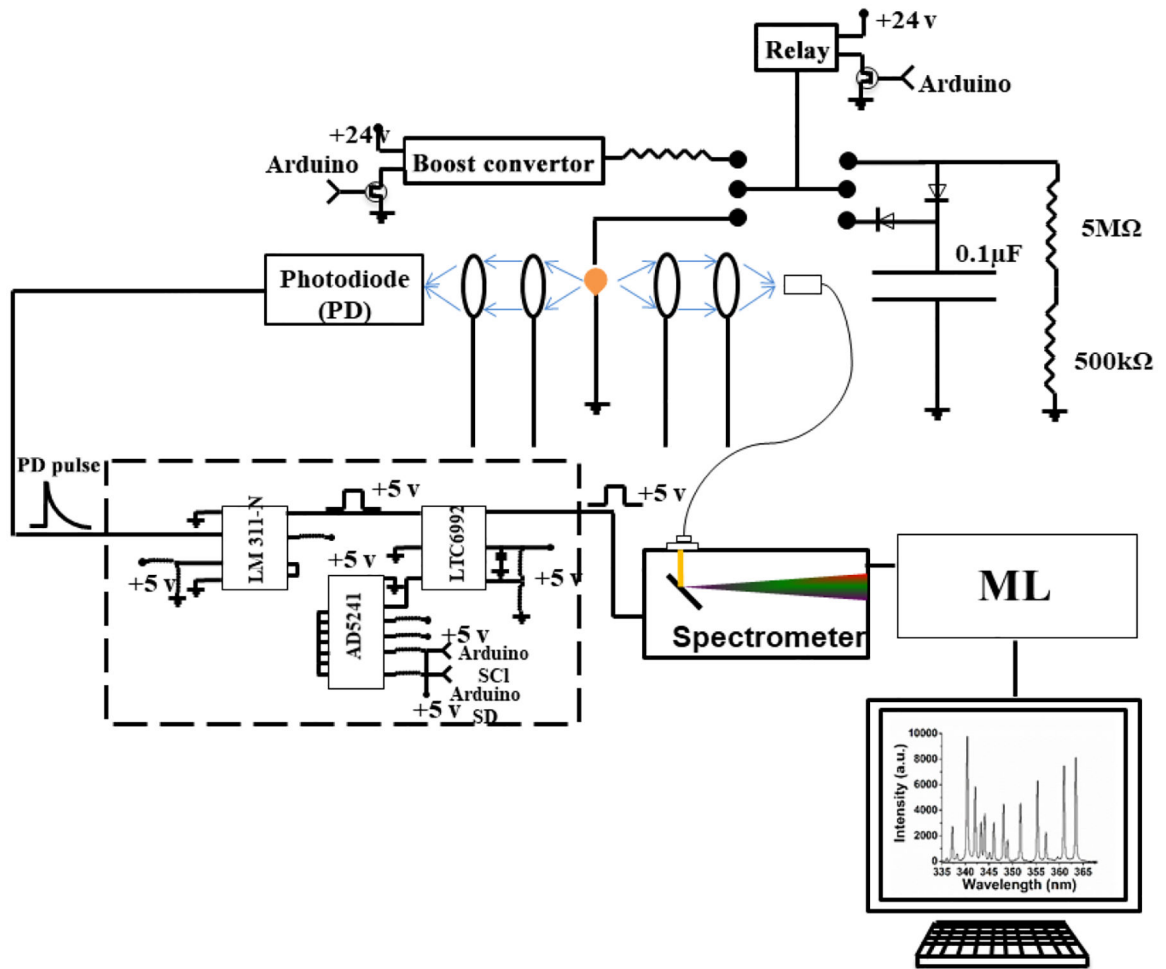 +24 v
Relay
Arduino
+24 v
Arduino
Boost convertor
5MΩ
0.1µF
500kΩ
Photodiode
(PD)
PD pulse
LM 311-N
+5 v
+5 v
LTC6992
+5 v
+5 v
+5 v
AD5241
+5 v
Arduino
SCl
Arduino
SD
+5 v
Spectrometer
ML
Intensity (a.u.)
10000
8000
6000
4000
2000
0
335 340 345 350 355 360 365
Wavelength (nm)